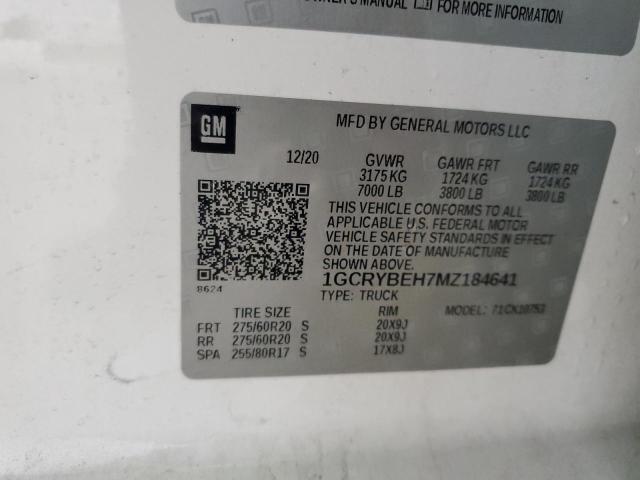 OWNER'S MANUAL FOR MORE INFORMATION
GM
MFD BY GENERAL MOTORS LLC
12/20 GVWR GAWR FRT GAWR RR
3175 KG 1724 KG 1724 KG
7000 LB 3800 LB 3800 LB
THIS VEHICLE CONFORMS TO ALL
APPLICABLE U.S. FEDERAL MOTOR
VEHICLE SAFETY STANDARDS IN EFFECT
ON THE DATE OF MANUFACTURE
SHOWN ABOVE.
8624
1GCRYBEH7MZ184641
TYPE: TRUCK MODEL:
TIRE SIZE RIM
FRT 275/60R20 S 20X9J
RR 275/60R20 S 20X9J
SPA 255/80R17 S 17X8J